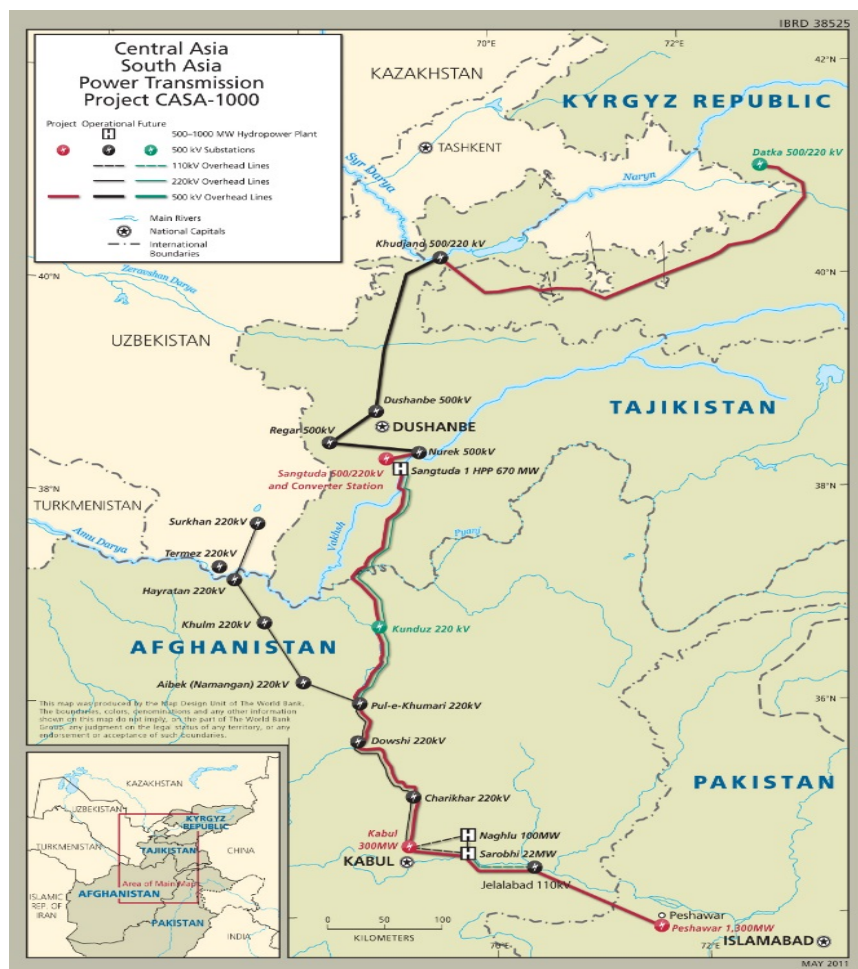 IBRD 38525
Central Asia
South Asia
Power Transmission
Project CASA-1000
Project Operational Future
H 500–1000 MW Hydropower Plant
500 kV Substations
110kV Overhead Lines
220kV Overhead Lines
500 kV Overhead Lines
Main Rivers
National Capitals
International
Boundaries
70°E
72°E
42°N
KAZAKHSTAN
KYRGYZ REPUBLIC
TASHKENT
Datka 500/220 kV
Syr Darya
Naryn
Khudjand 500/220 kV
40°N
40°N
Zeravshan Darya
UZBEKISTAN
Dushanbe 500kV
TAJIKISTAN
DUSHANBE
Regar 500kV
Nurek 500kV
Sangtuda 500/220kV
and Converter Station
H Sangtuda 1 HPP 670 MW
38°N
38°N
TURKMENISTAN
Surkhan 220kV
Vakhsh
Pyanj
Amu Darya
Termez 220kV
Hayratan 220kV
Khulm 220kV
Kunduz 220 kV
AFGHANISTAN
Aibek (Namangan) 220kV
36°N
Pul-e-Khumari 220kV
This map was produced by the Map Design Unit of The World Bank.
The boundaries, colors, denominations and any other information
shown on this map do not imply, on the part of The World Bank
Group, any judgment on the legal status of any territory, or any
endorsement or acceptance of such boundaries.
Dowshi 220kV
PAKISTAN
Charikhar 220kV
Kabul
300MW
H Naghlu 100MW
H Sarobhi 22MW
KABUL
Jelalabad 110kV
Peshawar
Peshawar 1,300MW
ISLAMABAD
0 50 100
KILOMETERS
70°E
72°E
KAZAKHSTAN
UZBEKISTAN
KYRGYZ
REPUBLIC
TURKMENISTAN
TAJIKISTAN
CHINA
Area of Main Map
AFGHANISTAN
ISLAMIC
REP. OF
IRAN
PAKISTAN
INDIA
MAY 2011